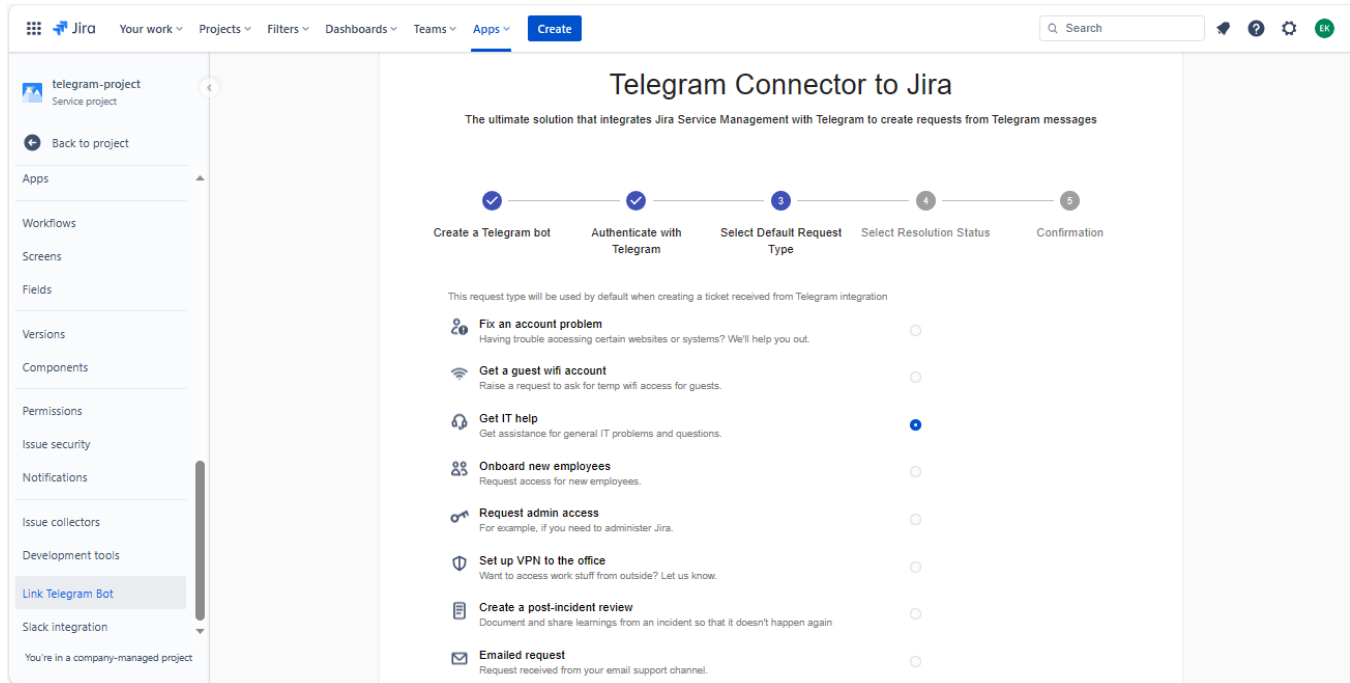 Jira
Your work
Projects
Filters
Dashboards
Teams
Apps
Create
Search
EK
telegram-project
Service project
Back to project
Apps
Workflows
Screens
Fields
Versions
Components
Permissions
Issue security
Notifications
Issue collectors
Development tools
Link Telegram Bot
Slack integration
You're in a company-managed project
Telegram Connector to Jira
The ultimate solution that integrates Jira Service Management with Telegram to create requests from Telegram messages
3
4
5
Create a Telegram bot
Authenticate with
Telegram
Select Default Request
Type
Select Resolution Status
Confirmation
This request type will be used by default when creating a ticket received from Telegram integration
Fix an account problem
Having trouble accessing certain websites or systems? We'll help you out.
Get a guest wifi account
Raise a request to ask for temp wifi access for guests.
Get IT help
Get assistance for general IT problems and questions.
Onboard new employees
Request access for new employees.
Request admin access
For example, if you need to administer Jira.
Set up VPN to the office
Want to access work stuff from outside? Let us know.
Create a post-incident review
Document and share learnings from an incident so that it doesn't happen again
Emailed request
Request received from your email support channel.